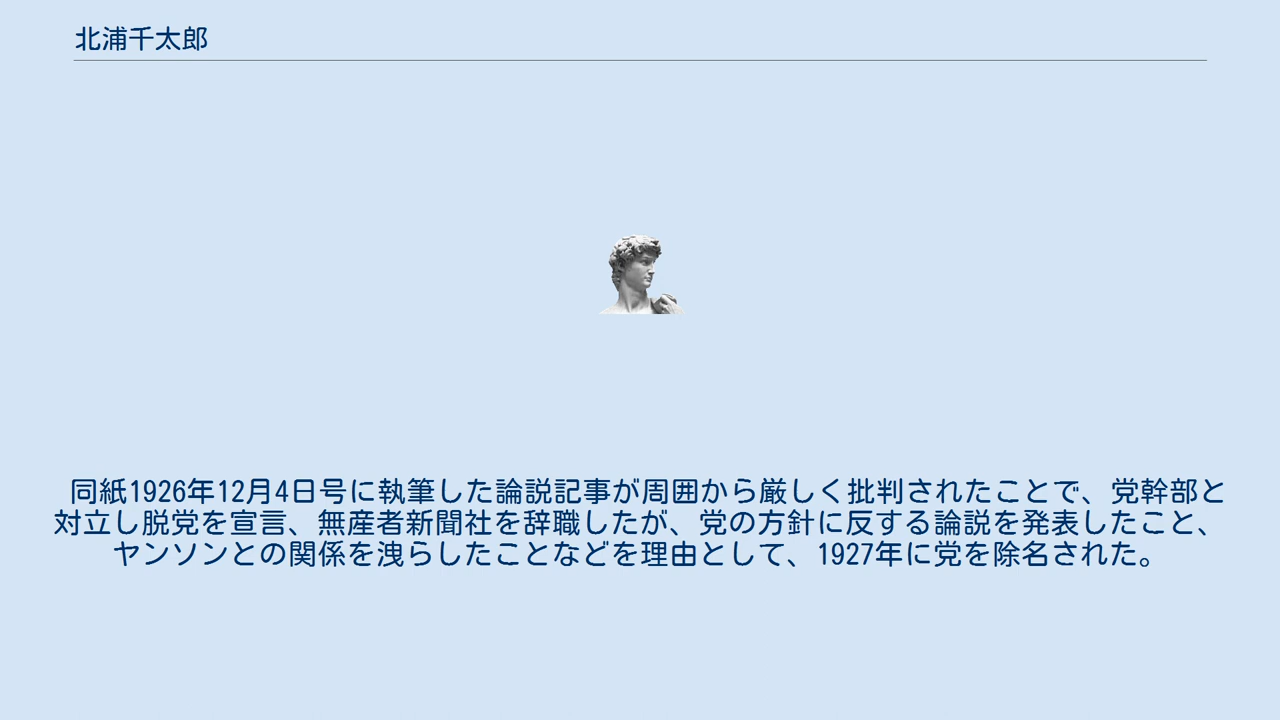 北浦千太郎
同紙1926年12月4日号に執筆した論説記事が周囲から厳しく批判されたことで、党幹部と
対立し脱党を宣言、無産者新聞社を辞職したが、党の方針に反する論説を発表したこと、
ヤンソンとの関係を洩らしたことなどを理由として、1927年に党を除名された。